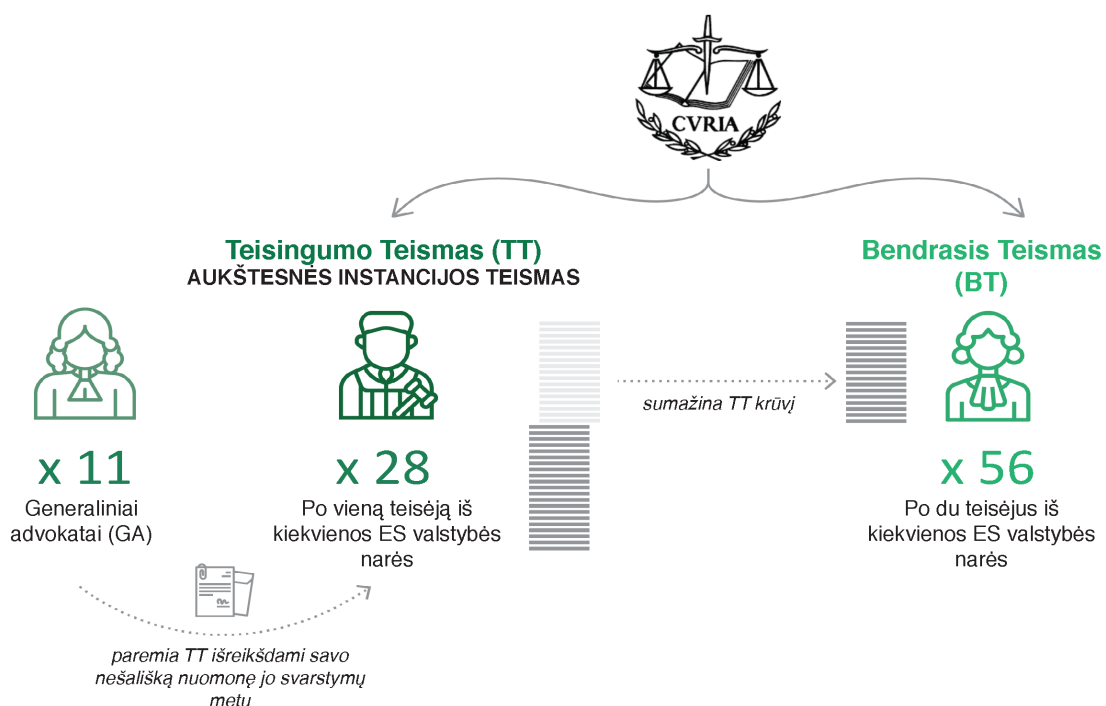 CVRIA
Teisingumo Teismas (TT)
AUKŠTESNĖS INSTANCIJOS TEISMAS
Bendrasis Teismas
(BT)
sumažina TT krūvį
x 11
Generaliniai
advokatai (GA)
x 28
Po vieną teisėją iš
kiekvienos ES valstybės
narės
x 56
Po du teisėjus iš
kiekvienos ES valstybės
narės
paremia TT išreikšdami savo
nešališką nuomonę jo svarstymų
metu